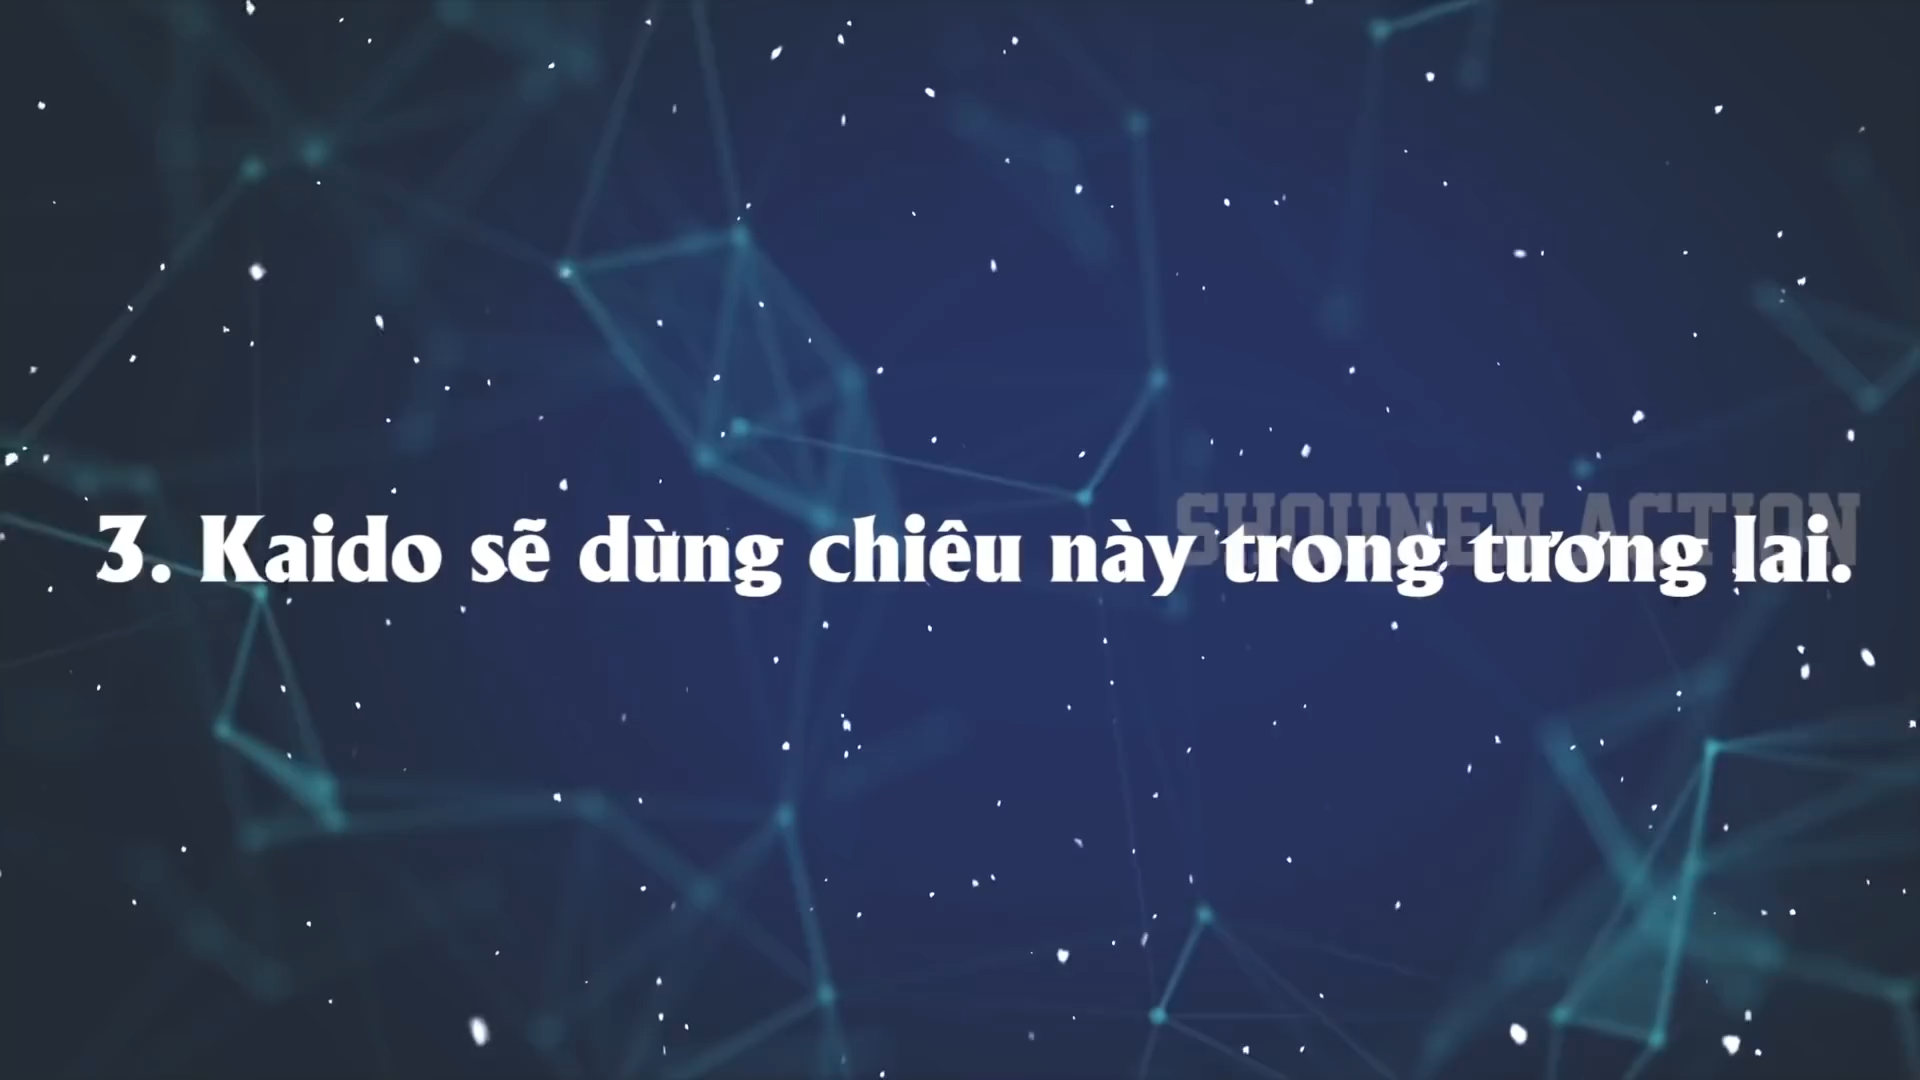 SHOUNEN ACTION
3. Kaido sẽ dùng chiêu này trong tương lai.